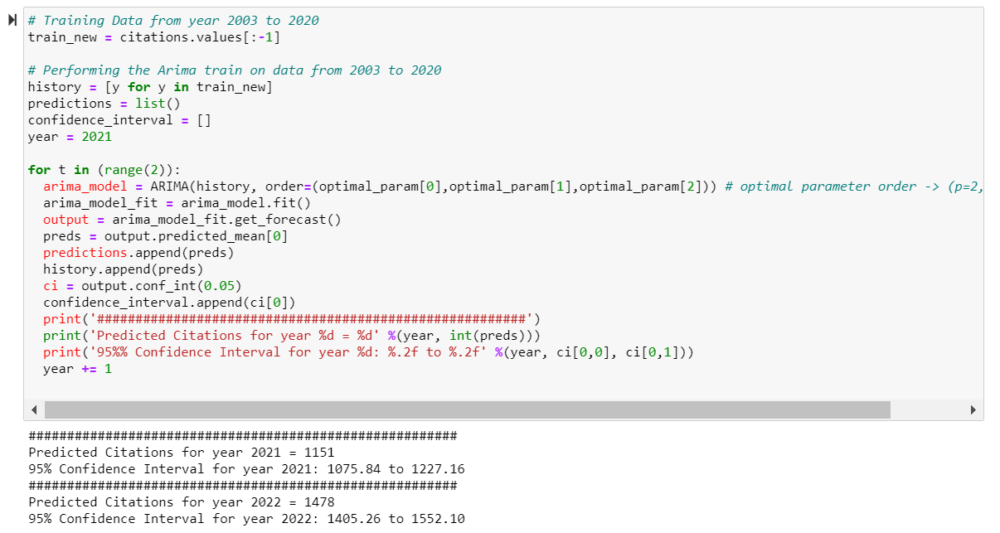 # Training Data from year 2003 to 2020
train_new = citations.values[:-1]

# Performing the Arima train on data from 2003 to 2020
history = [y for y in train_new]
predictions = list()
confidence_interval = []
year = 2021

for t in (range(2)):
  arima_model = ARIMA(history, order=(optimal_param[0],optimal_param[1],optimal_param[2])) # optimal parameter order -> (p=2,
  arima_model_fit = arima_model.fit()
  output = arima_model_fit.get_forecast()
  preds = output.predicted_mean[0]
  predictions.append(preds)
  history.append(preds)
  ci = output.conf_int(0.05)
  confidence_interval.append(ci[0])
  print('########################################################')
  print('Predicted Citations for year %d = %d' %(year, int(preds)))
  print('95%% Confidence Interval for year %d: %.2f to %.2f' %(year, ci[0,0], ci[0,1]))
  year += 1

########################################################
Predicted Citations for year 2021 = 1151
95% Confidence Interval for year 2021: 1075.84 to 1227.16
########################################################
Predicted Citations for year 2022 = 1478
95% Confidence Interval for year 2022: 1405.26 to 1552.10